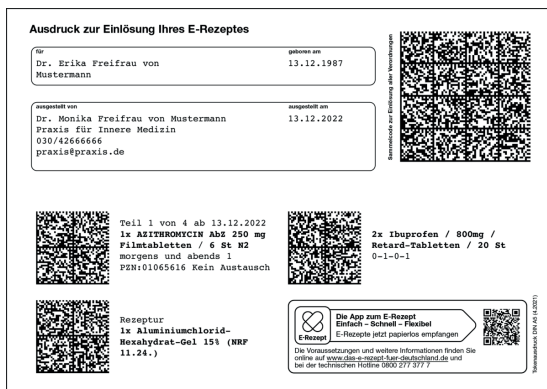 Ausdruck zur Einlösung Ihres E-Rezeptes
für
geboren am
Dr. Erika Freifrau von
13.12.1987
Mustermann
ausgestellt von
ausgestellt am
Dr. Monika Freifrau von Mustermann
13.12.2022
Praxis für Innere Medizin
030/42666666
praxis@praxis.de
Sammelcode zur Einlösung aller Verordnungen
Teil 1 von 4 ab 13.12.2022
1x AZITHROMYCIN AbZ 250 mg
Filmtabletten / 6 St N2
morgens und abends 1
PZN:01065616 Kein Austausch
2x Ibuprofen / 800mg /
Retard-Tabletten / 20 St
0-1-0-1
Rezeptur
1x Aluminiumchlorid-
Hexahydrat-Gel 15% (NRF
11.24.)
E-Rezept
Die App zum E-Rezept
Einfach – Schnell – Flexibel
E-Rezepte jetzt papierlos empfangen
Die Voraussetzungen und weitere Informationen finden Sie
online auf www.das-e-rezept-fuer-deutschland.de und
bei der technischen Hotline 0800 277 377 7
Tokenausdruck DIN A5 (4.2021)